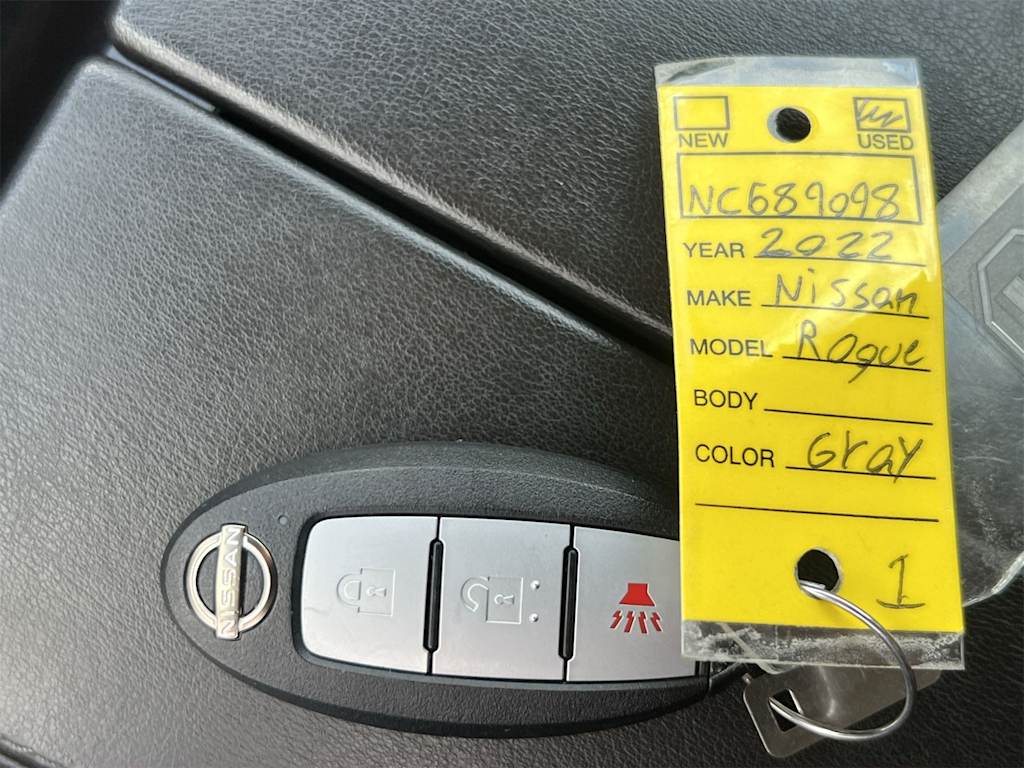 NEW USED
NC689098
YEAR 2022
MAKE Nissan
MODEL Rogue
BODY
COLOR Gray
1
NISSAN